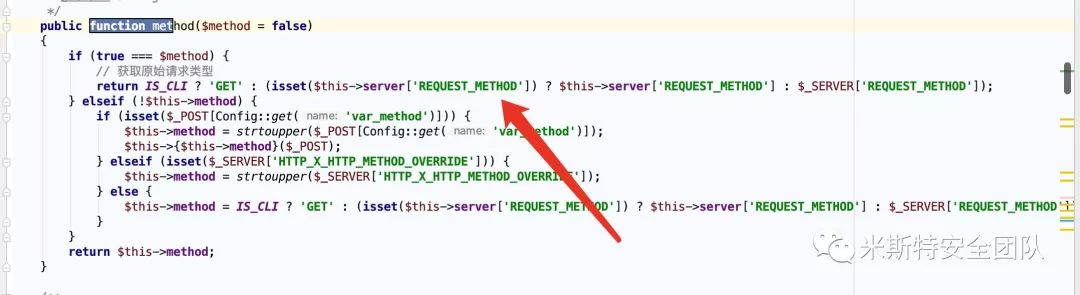 */
public function method($method = false)
{
if (true === $method) {
// 获取原始请求类型
return IS_CLI ? 'GET' : (isset($this->server['REQUEST_METHOD']) ? $this->server['REQUEST_METHOD'] : $_SERVER['REQUEST_METHOD']);
} elseif (!$this->method) {
if (isset($_POST[Config::get( name: 'var_method')])) {
$this->method = strtoupper($_POST[Config::get( name: 'var_method')]);
$this->{$this->method}($_POST);
} elseif (isset($_SERVER['HTTP_X_HTTP_METHOD_OVERRIDE'])) {
$this->method = strtoupper($_SERVER['HTTP_X_HTTP_METHOD_OVERRIDE']);
} else {
$this->method = IS_CLI ? 'GET' : (isset($this->server['REQUEST_METHOD']) ? $this->server['REQUEST_METHOD'] : $_SERVER['REQUEST_METHOD']
}
}
return $this->method;
}
米斯特安全团队